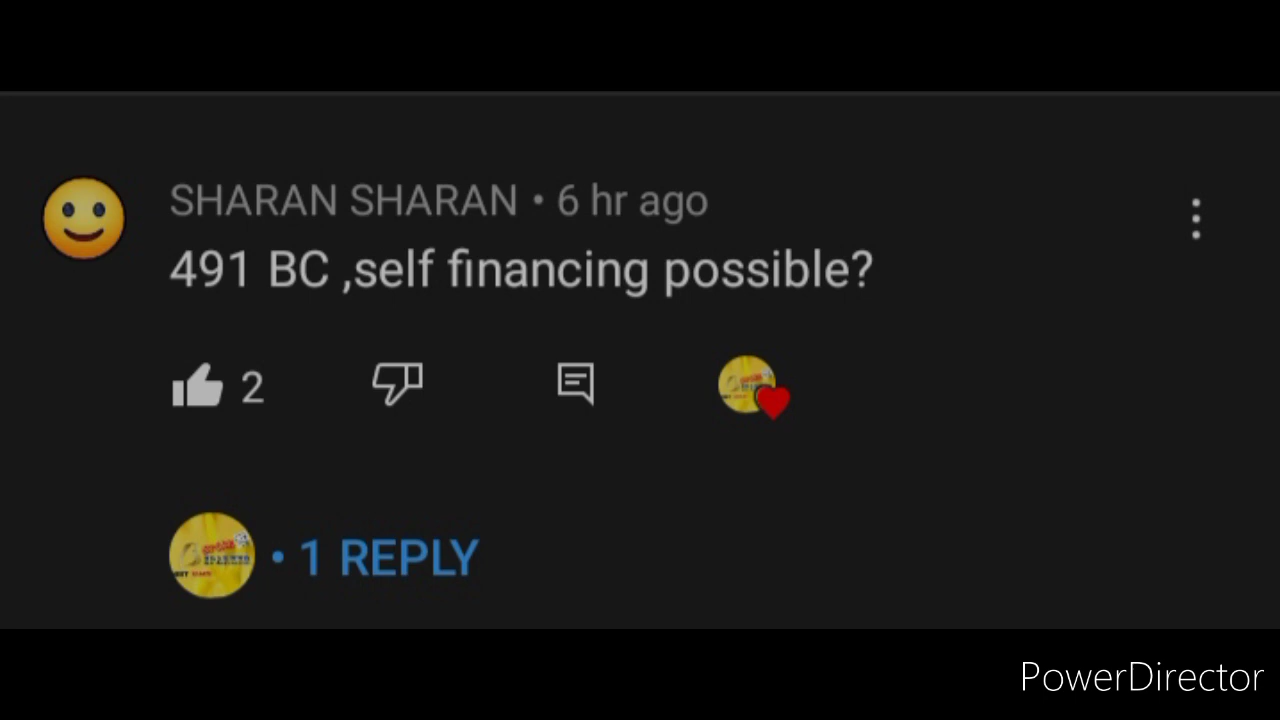 SHARAN SHARAN • 6 hr ago
491 BC ,self financing possible?
2
• 1 REPLY
PowerDirector